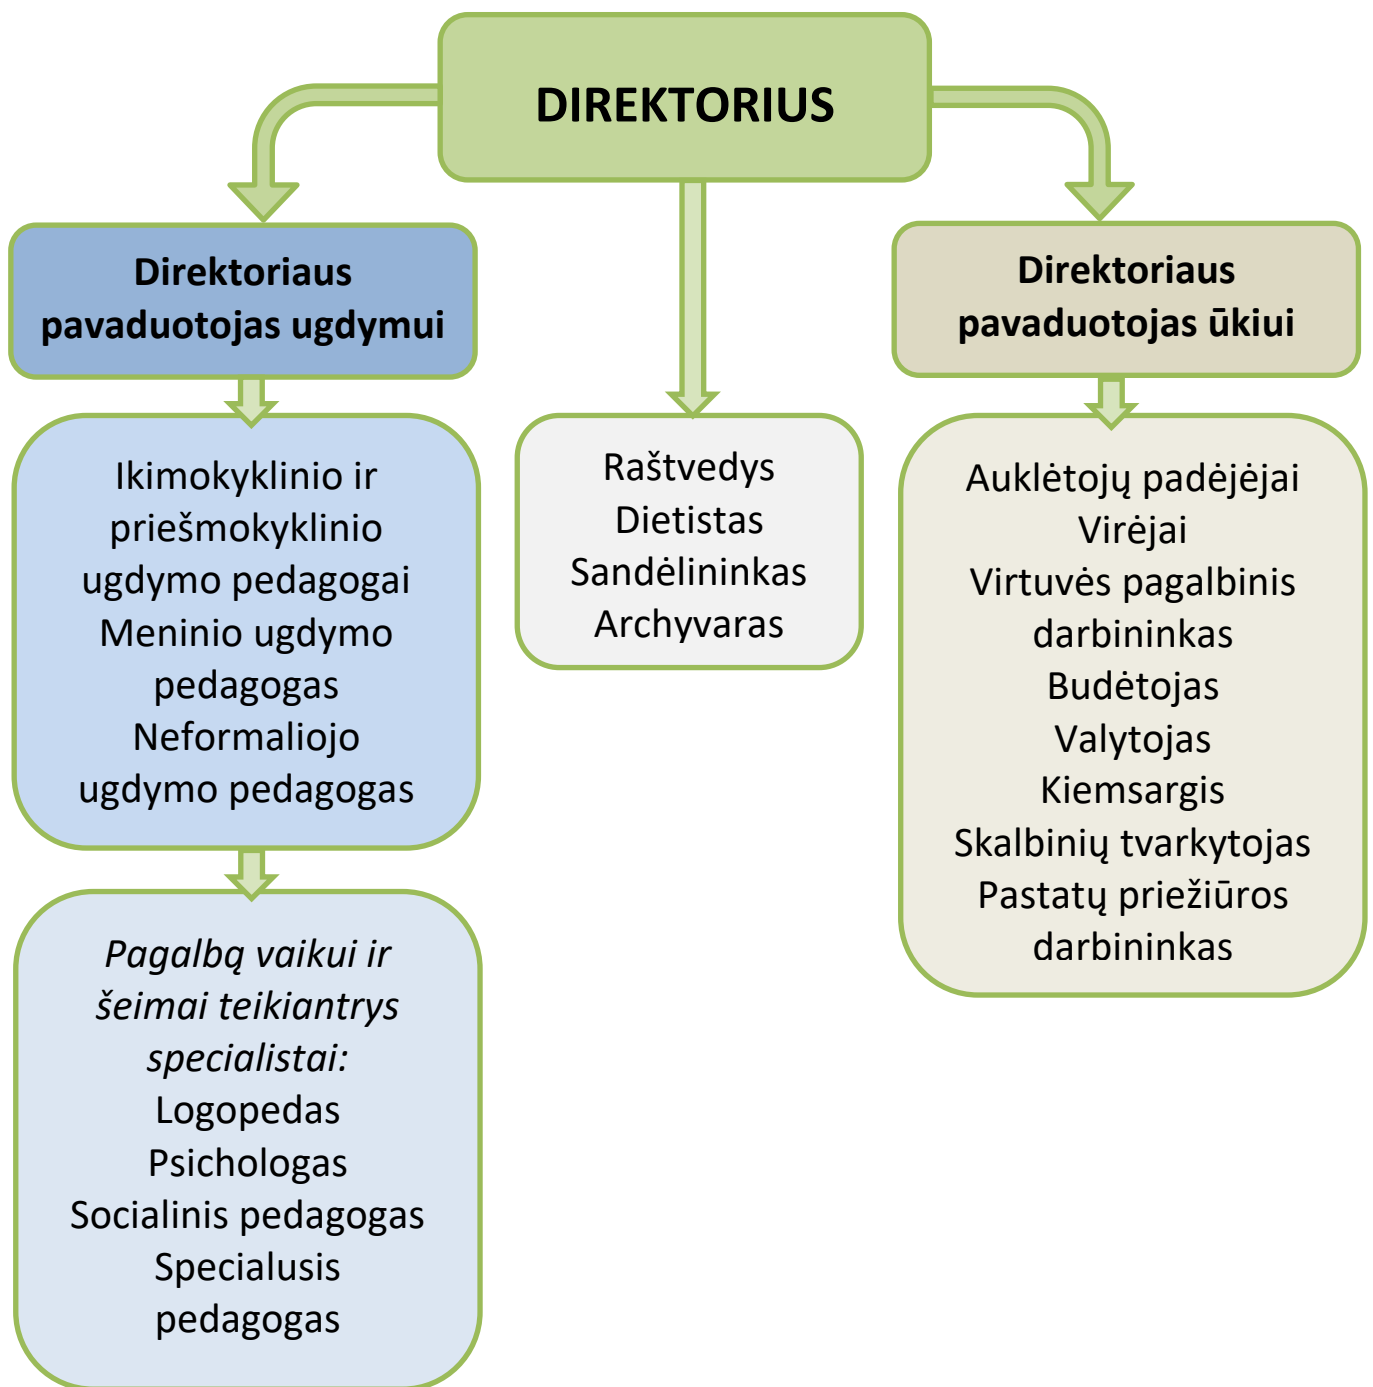 DIREKTORIUS
Direktoriaus
pavaduotojas ugdymui
Direktoriaus
pavaduotojas ūkiui
Ikimokyklinio ir
priešmokyklinio
ugdymo pedagogai
Meninio ugdymo
pedagogas
Neformaliojo
ugdymo pedagogas
Raštvedys
Dietistas
Sandėlininkas
Archyvaras
Auklėtojų padėjėjai
Virėjai
Virtuvės pagalbinis
darbininkas
Budėtojas
Valytojas
Kiemsargis
Skalbinių tvarkytojas
Pastatų priežiūros
darbininkas
Pagalbą vaikui ir
šeimai teikiantrys
specialistai:
Logopedas
Psichologas
Socialinis pedagogas
Specialusis
pedagogas